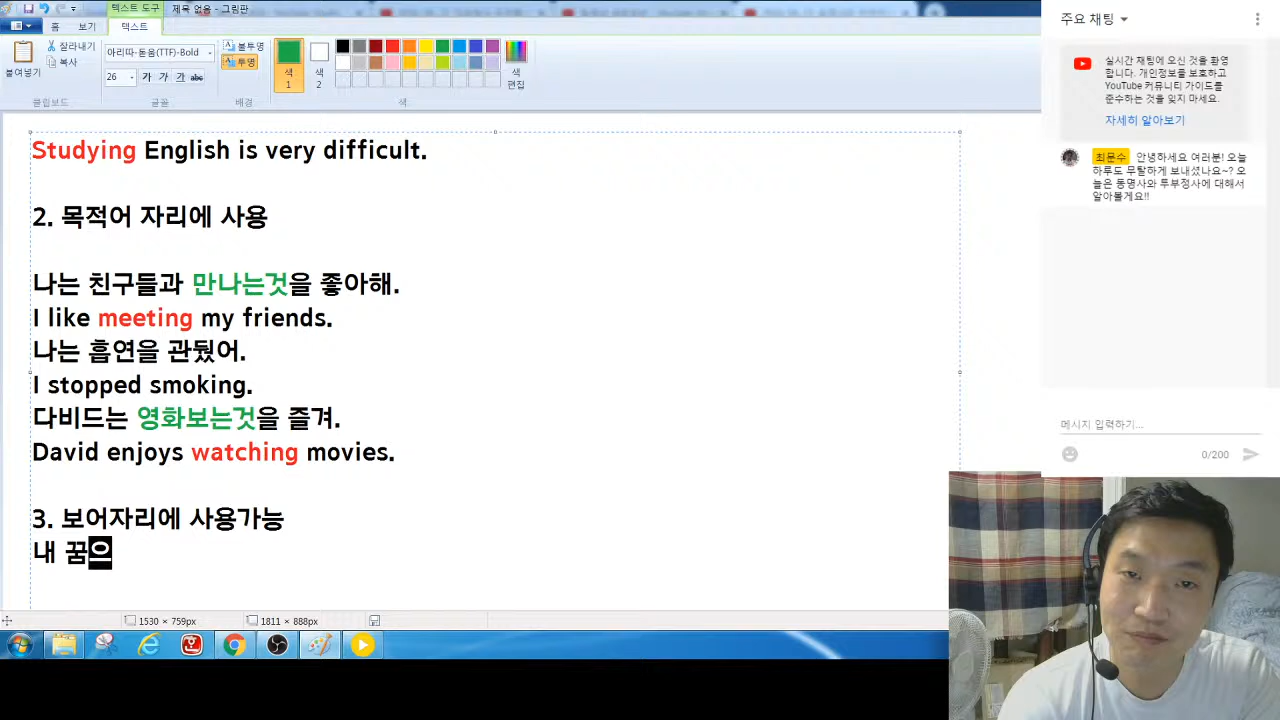 텍스트 도구
제목 없음 - 그림판
홈 보기 텍스트
붙여넣기
잘라내기
복사
클립보드
아리따-돋움(TTF)-Bold
26 가 가 가 abc
글꼴
불투명
투명
배경
색 1
색 2
색 편집
색
Studying English is very difficult.
2. 목적어 자리에 사용
나는 친구들과 만나는것을 좋아해.
I like meeting my friends.
나는 흡연을 관뒀어.
I stopped smoking.
다비드는 영화보는것을 즐겨.
David enjoys watching movies.
3. 보어자리에 사용가능
내 꿈으
1530 × 759px
1811 × 888px
주요 채팅
실시간 채팅에 오신 것을 환영
합니다. 개인정보를 보호하고
YouTube 커뮤니티 가이드를
준수하는 것을 잊지 마세요.
자세히 알아보기
최문수 안녕하세요 여러분! 오늘
하루도 무탈하게 보내셨나요~? 오
늘은 동명사와 투부정사에 대해서
알아볼게요!!
메시지 입력하기...
0/200